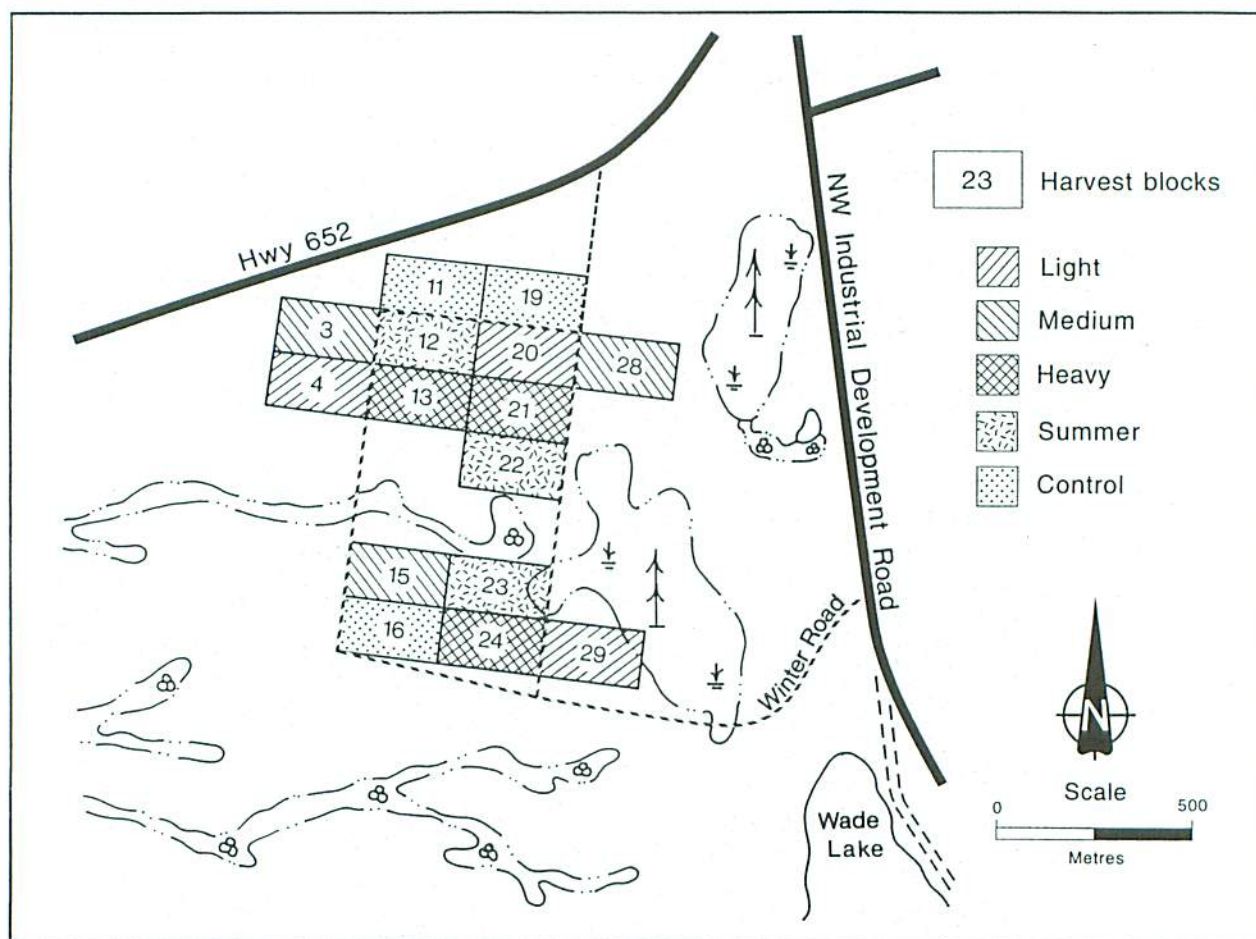 Hwy 652
NW Industrial Development Road
23 Harvest blocks
Light
Medium
Heavy
Summer
Control
11
19
3
12
20
28
4
13
21
22
15
23
16
24
29
Winter Road
N
Scale
0 500
Metres
Wade
Lake